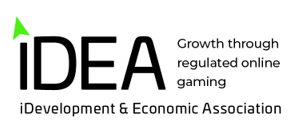 iDEA
Growth through
regulated online
gaming
iDevelopment & Economic Association